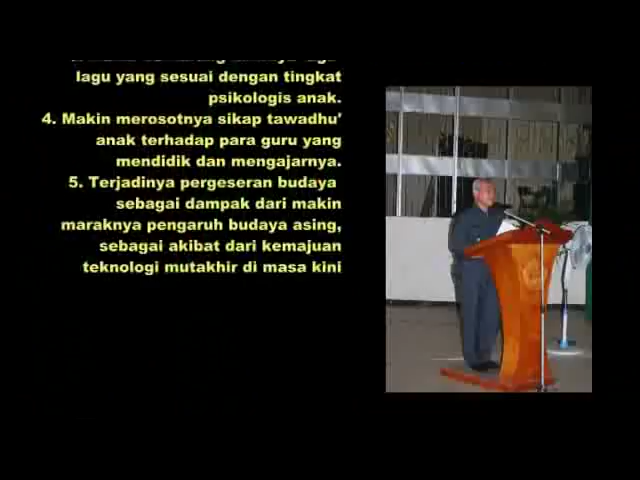 lagu yang sesuai dengan tingkat
psikologis anak.
4. Makin merosotnya sikap tawadhu'
anak terhadap para guru yang
mendidik dan mengajarnya.
5. Terjadinya pergeseran budaya
sebagai dampak dari makin
maraknya pengaruh budaya asing,
sebagai akibat dari kemajuan
teknologi mutakhir di masa kini